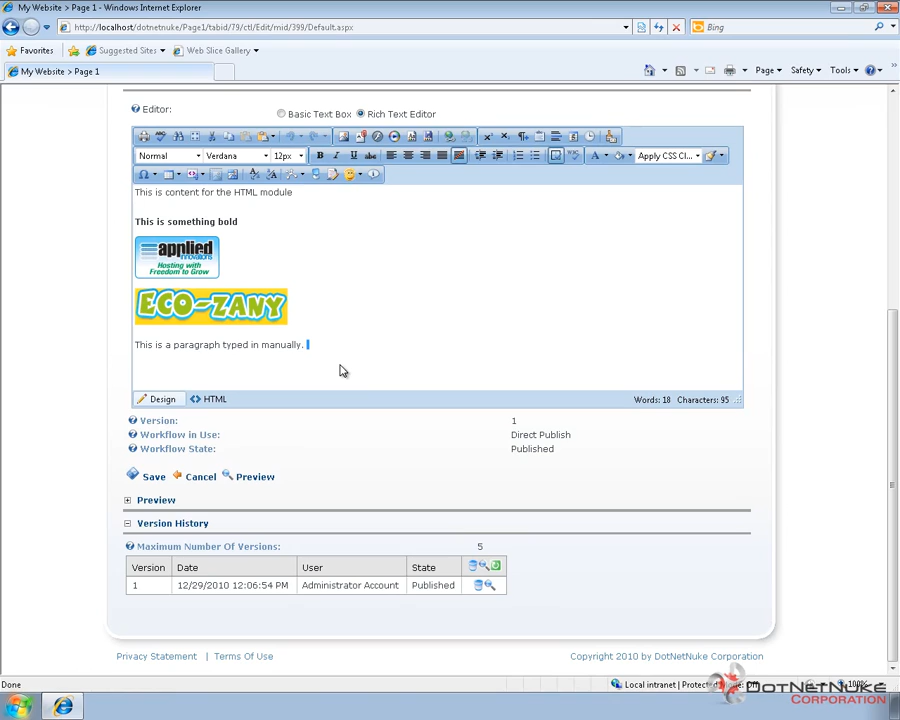 My Website > Page 1 - Windows Internet Explorer
http://localhost/dotnetnuke/Page1/tabid/79/ctl/Edit/mid/399/Default.aspx
Bing
Favorites
Suggested Sites
Web Slice Gallery
My Website > Page 1
Page
Safety
Tools
Editor:
Basic Text Box
Rich Text Editor
Normal
Verdana
12px
B I U abc
Apply CSS Cl...
This is content for the HTML module
This is something bold
applied
innovations
Hosting with
Freedom to Grow
ECO-ZANY
This is a paragraph typed in manually.
Design
HTML
Words: 18 Characters: 95
Version:
1
Workflow in Use:
Direct Publish
Workflow State:
Published
Save
Cancel
Preview
Preview
Version History
Maximum Number Of Versions:
5
Version Date User State
1 12/29/2010 12:06:54 PM Administrator Account Published
Privacy Statement | Terms Of Use
Copyright 2010 by DotNetNuke Corporation
Done
Local intranet | Protected
100%
DOTNETNUKE
CORPORATION